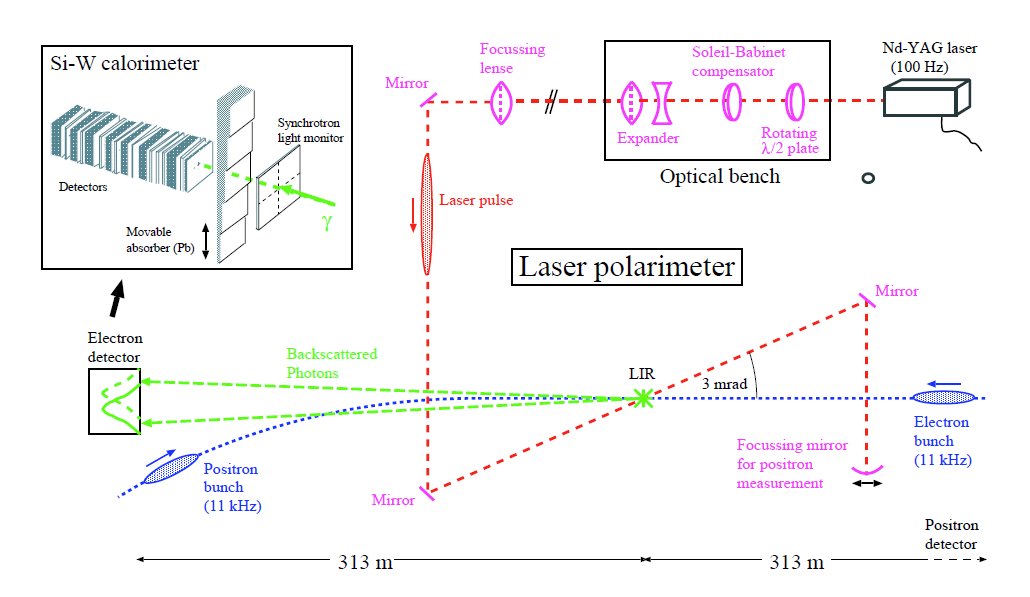 Si-W calorimeter
Synchrotron
light monitor
Detectors
γ
Movable
absorber (Pb)
Mirror
Focussing
lense
Soleil-Babinet
compensator
Expander
Rotating
λ/2 plate
Optical bench
Nd-YAG laser
(100 Hz)
Laser pulse
Laser polarimeter
Mirror
Electron
detector
Backscattered
Photons
LIR
3 mrad
Electron
bunch
(11 kHz)
Positron
bunch
(11 kHz)
Mirror
Focussing mirror
for positron
measurement
Positron
detector
313 m
313 m